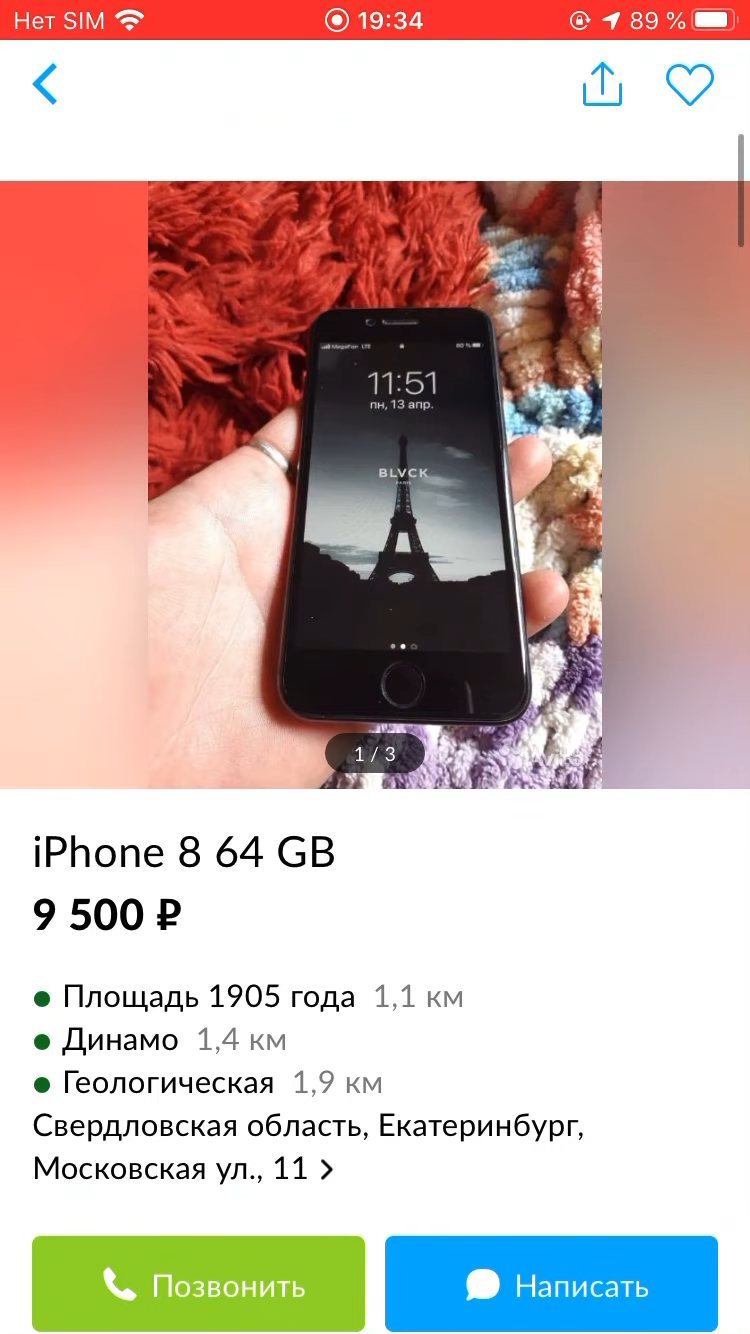 Нет SIM 19:34 89 %
MegaFon LTE 80 %
11:51
пн, 13 апр.
BLVCK
PARIS
1 / 3
iPhone 8 64 GB
9 500 ₽
Площадь 1905 года 1,1 км
Динамо 1,4 км
Геологическая 1,9 км
Свердловская область, Екатеринбург,
Московская ул., 11
Позвонить Написать